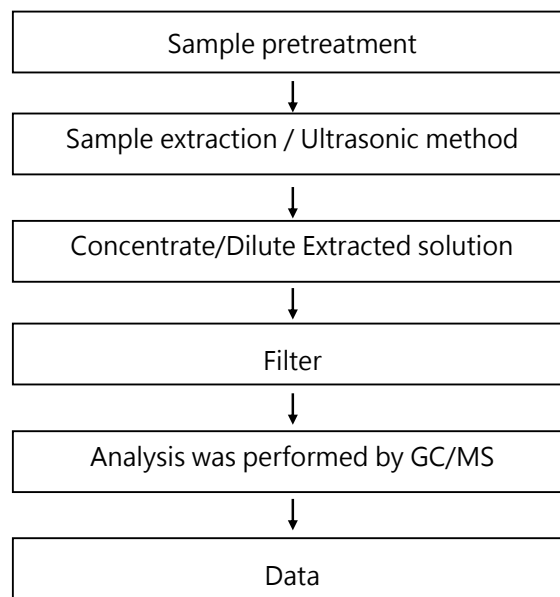 Sample pretreatment
Sample extraction / Ultrasonic method
Concentrate/Dilute Extracted solution
Filter
Analysis was performed by GC/MS
Data